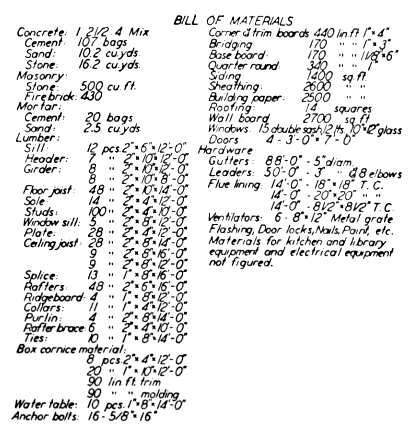 BILL OF MATERIALS
Concrete: 1 2 1/2 4 Mix
Cement: 107 bags
Sand: 10.2 cu.yds
Stone: 16.2 cu.yds.
Masonry:
Stone: 500 cu.ft.
Firebrick: 430
Mortar:
Cement: 20 bags
Sand: 2.5 cu.yds
Lumber:
Sill: 12 pcs. 2"×6"×12'-0"
Header: 7 " 2"×10"×12'-0"
Girder: 8 " 2"×10"×12'-0"
8 " 2"×10"×8'-0"
Floor joist: 48 " 2"×10"×14'-0"
Sole: 14 " 2"×4"×12'-0"
Studs: 100 " 2"×4"×10'-0"
Window sill: 5 " 2"×8"×12'-0"
Plate: 28 " 2"×4"×12'-0"
Ceiling joist: 28 " 2"×8"×14'-0"
9 " 2"×6"×16'-0"
9 " 2"×8"×12'-0"
Splice: 13 " 1"×8"×16'-0"
Rafters: 48 " 2"×6"×16'-0"
Ridgeboard: 4 " 1"×8"×12'-0"
Collars: 11 " 1"×4"×12'-0"
Purlin: 4 " 2"×8"×14'-0"
Rafter brace: 6 " 2"×4"×10'-0"
Ties: 10 " 1"×8"×14'-0"
Box cornice material:
8 pcs. 2"×4"×12'-0"
20 " 1"×10"×12'-0"
90 lin. ft. trim
90 " " molding
Water table: 10 pcs. 1"×8"×14'-0"
Anchor bolts: 16 - 5/8"×16"
Corner & trim boards 440 lin.ft. 1"×4"
Bridging 170 " " 1"×3"
Base board: 170 " " 1 1/8"×6"
Quarter round 340 " "
Siding 1400 sq.ft.
Sheathing: 2600 "
Building paper: 2500 "
Roofing: 14 squares
Wall board 2700 sq.ft.
Windows: 15 double sash, 12 lts. 10"×12" glass
Doors 4 - 3'-0"×7'-0"
Hardware
Gutters: 88'-0" - 5" diam.
Leaders: 50'-0" - 3" " & 8 elbows
Flue lining 14'-0" - 18"×18" T.C.
14'-0" - 20"×20" T.C.
14'-0" - 8 1/2"×8 1/2" T.C.
Ventilators: 6 - 8"×12" Metal grate
Flashing, Door locks, Nails, Paint, etc.
Materials for kitchen and library
equipment and electrical equipment
not figured.